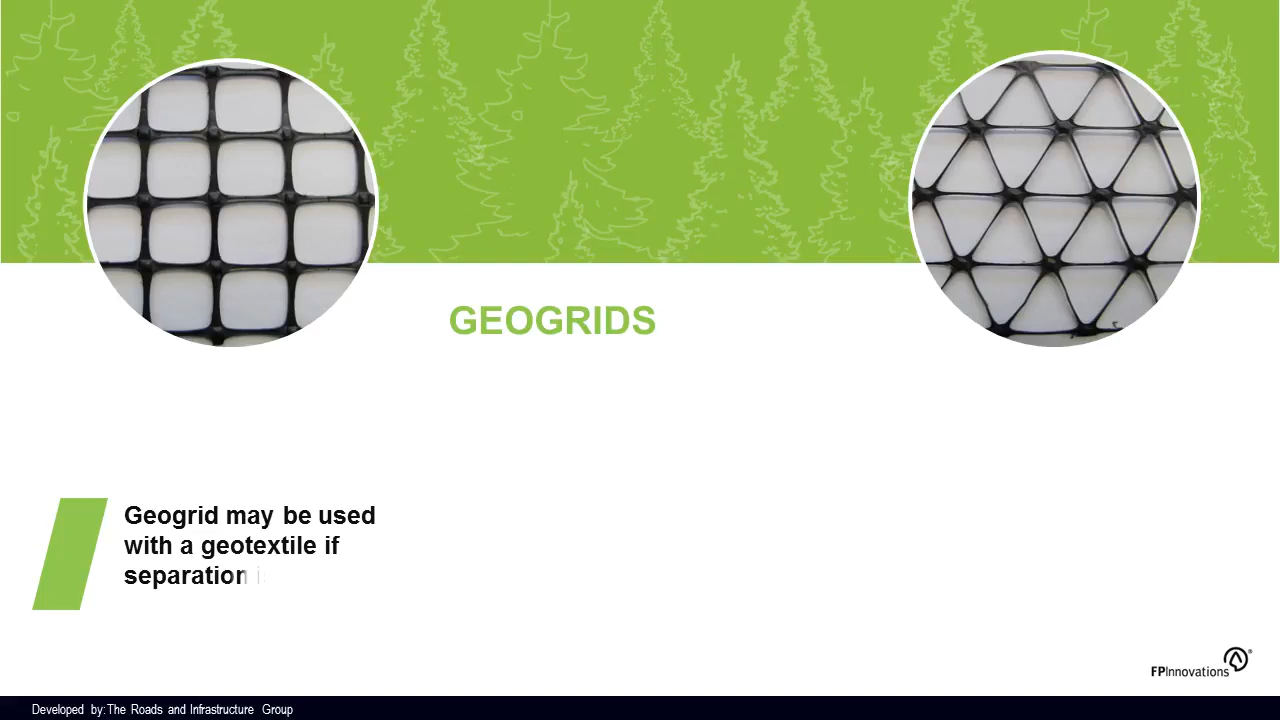 GEOGRIDS
Geogrid may be used
with a geotextile if
separation
FPInnovations®
Developed by: The Roads and Infrastructure Group